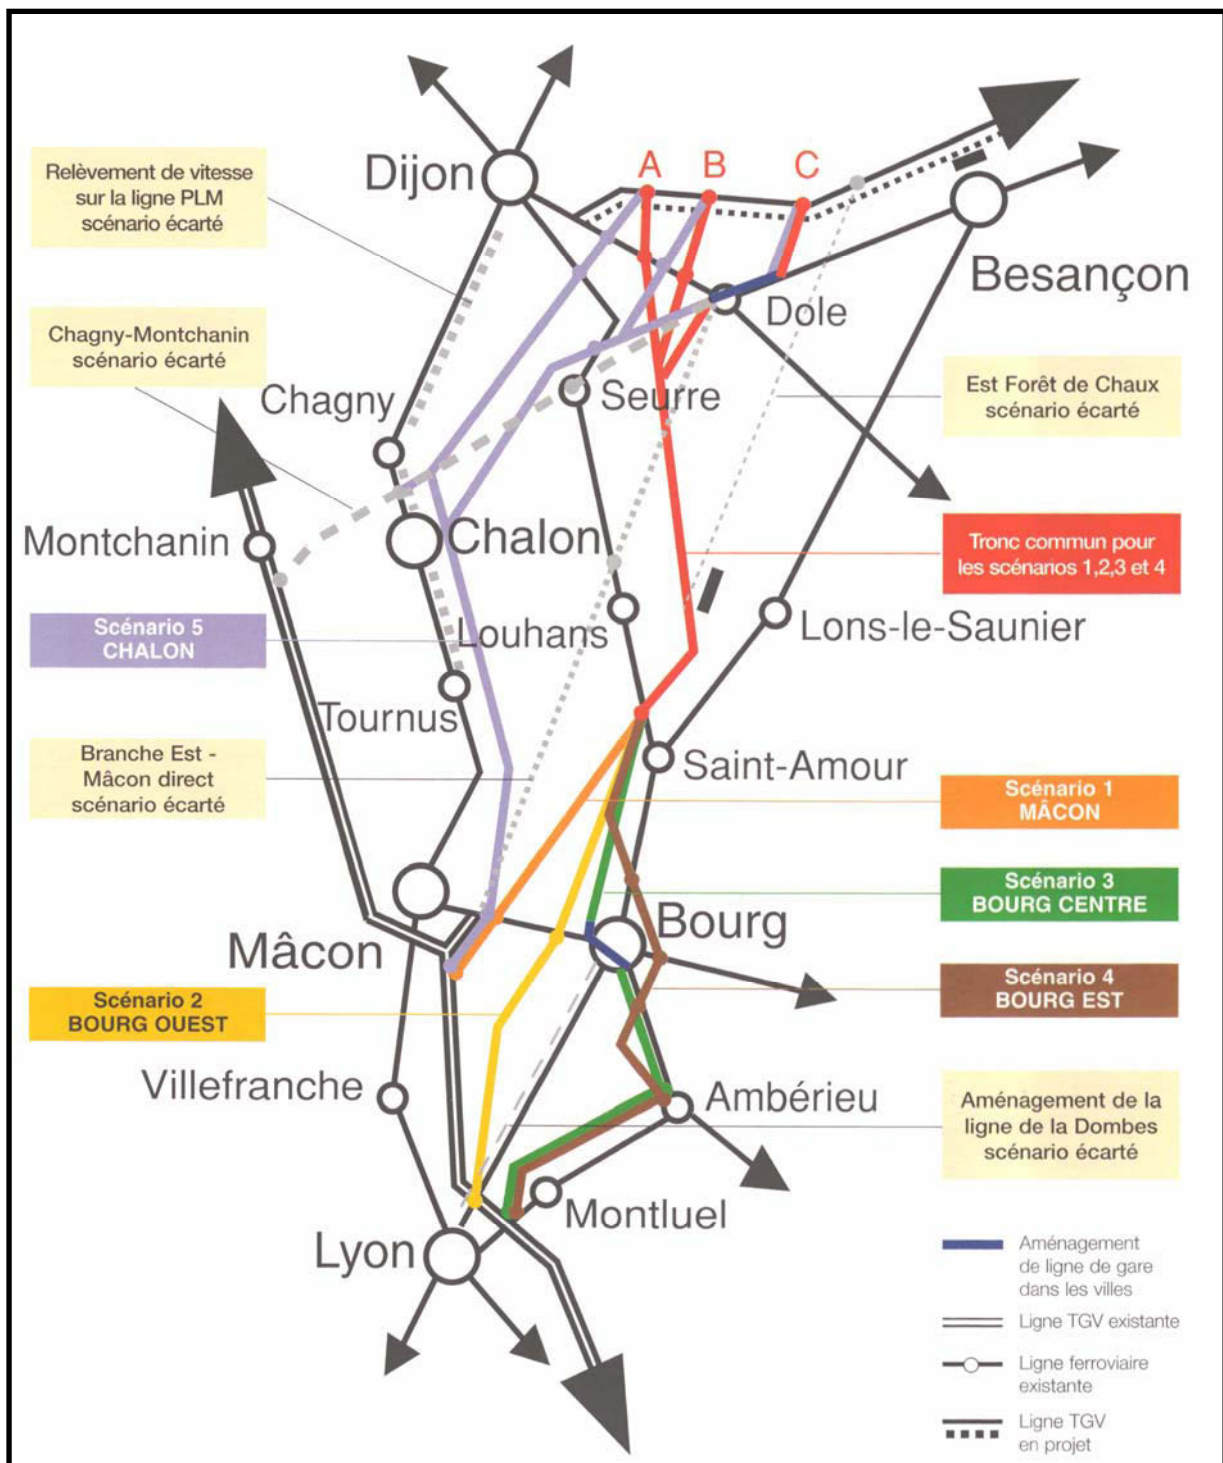 Dijon
A
B
C
Besançon
Dole
Relèvement de vitesse
sur la ligne PLM
scénario écarté
Chagny-Montchanin
scénario écarté
Chagny
Seurre
Est Forêt de Chaux
scénario écarté
Montchanin
Chalon
Tronc commun pour
les scénarios 1,2,3 et 4
Scénario 5
CHALON
Louhans
Lons-le-Saunier
Tournus
Branche Est -
Mâcon direct
scénario écarté
Saint-Amour
Scénario 1
MÂCON
Scénario 3
BOURG CENTRE
Bourg
Mâcon
Scénario 4
BOURG EST
Scénario 2
BOURG OUEST
Villefranche
Ambérieu
Aménagement de la
ligne de la Dombes
scénario écarté
Montluel
Lyon
Aménagement
de ligne de gare
dans les villes
Ligne TGV existante
Ligne ferroviaire
existante
Ligne TGV
en projet